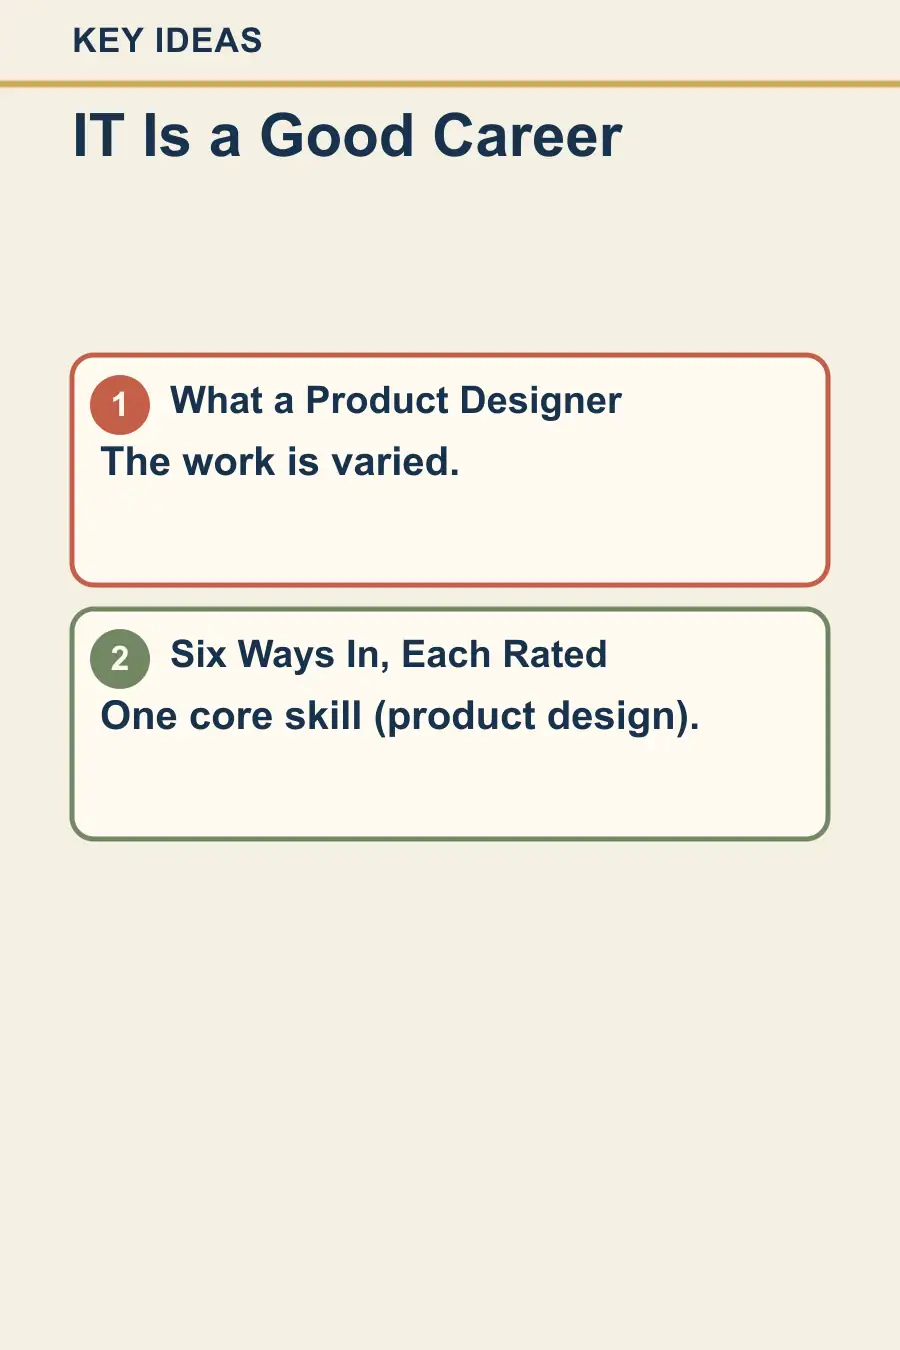 KEY IDEAS
IT Is a Good Career
1 What a Product Designer
The work is varied.
2 Six Ways In, Each Rated
One core skill (product design).